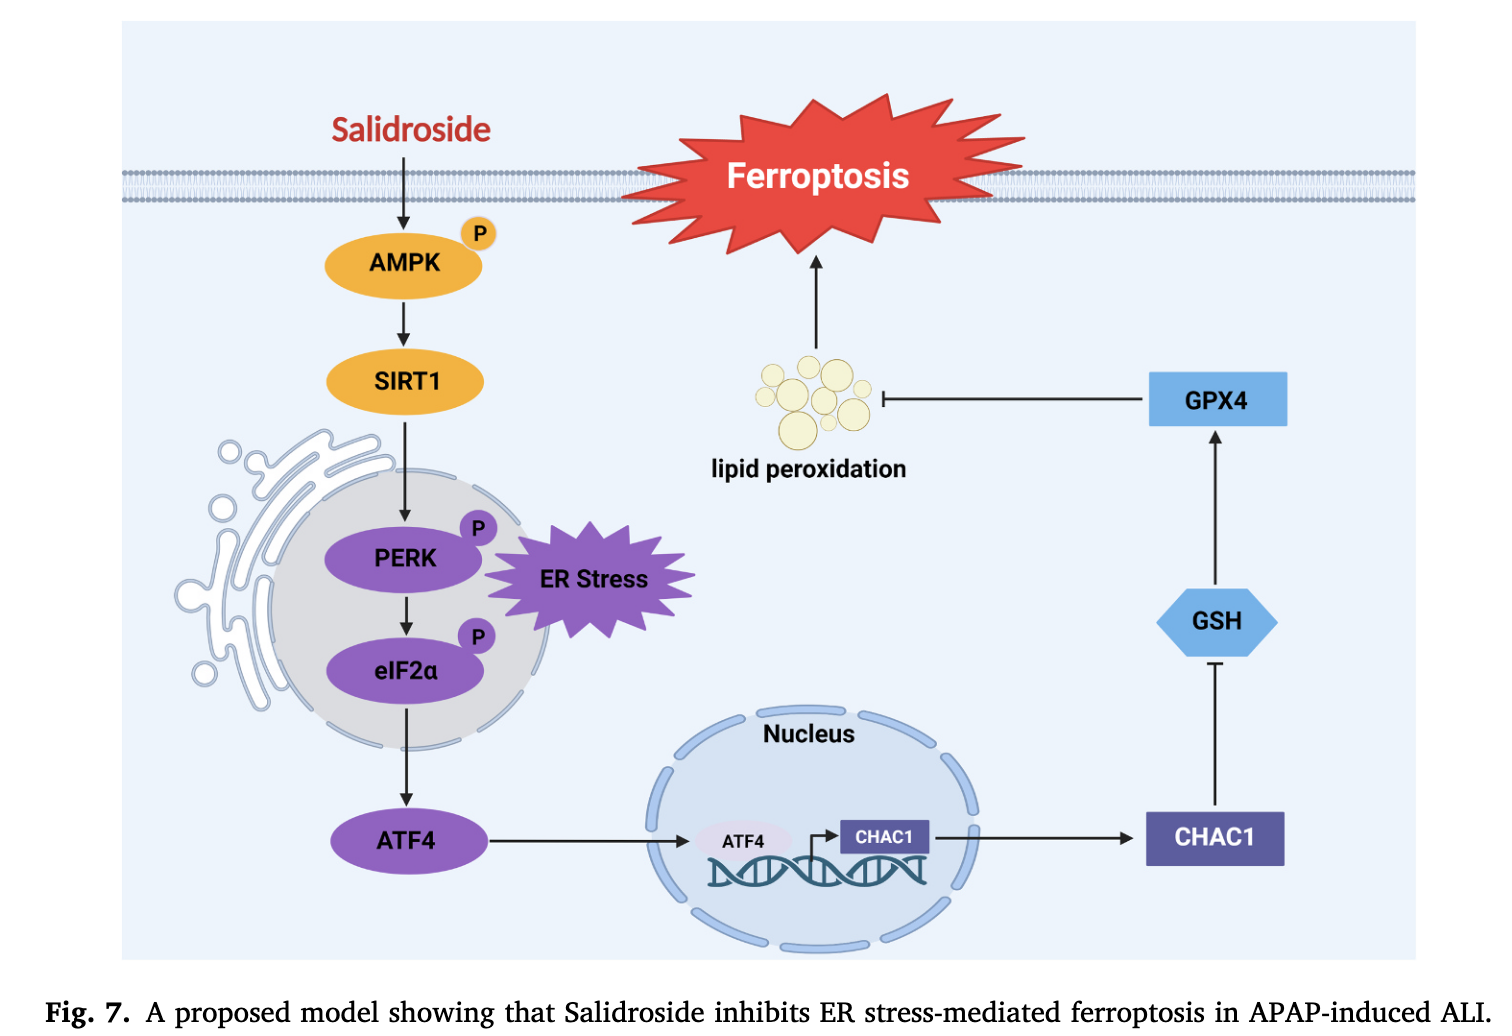 Salidroside
Ferroptosis
P
AMPK
SIRT1
GPX4
lipid peroxidation
P
PERK
ER Stress
GSH
P
eIF2α
Nucleus
ATF4
ATF4
CHAC1
CHAC1
Fig. 7. A proposed model showing that Salidroside inhibits ER stress-mediated ferroptosis in APAP-induced ALI.